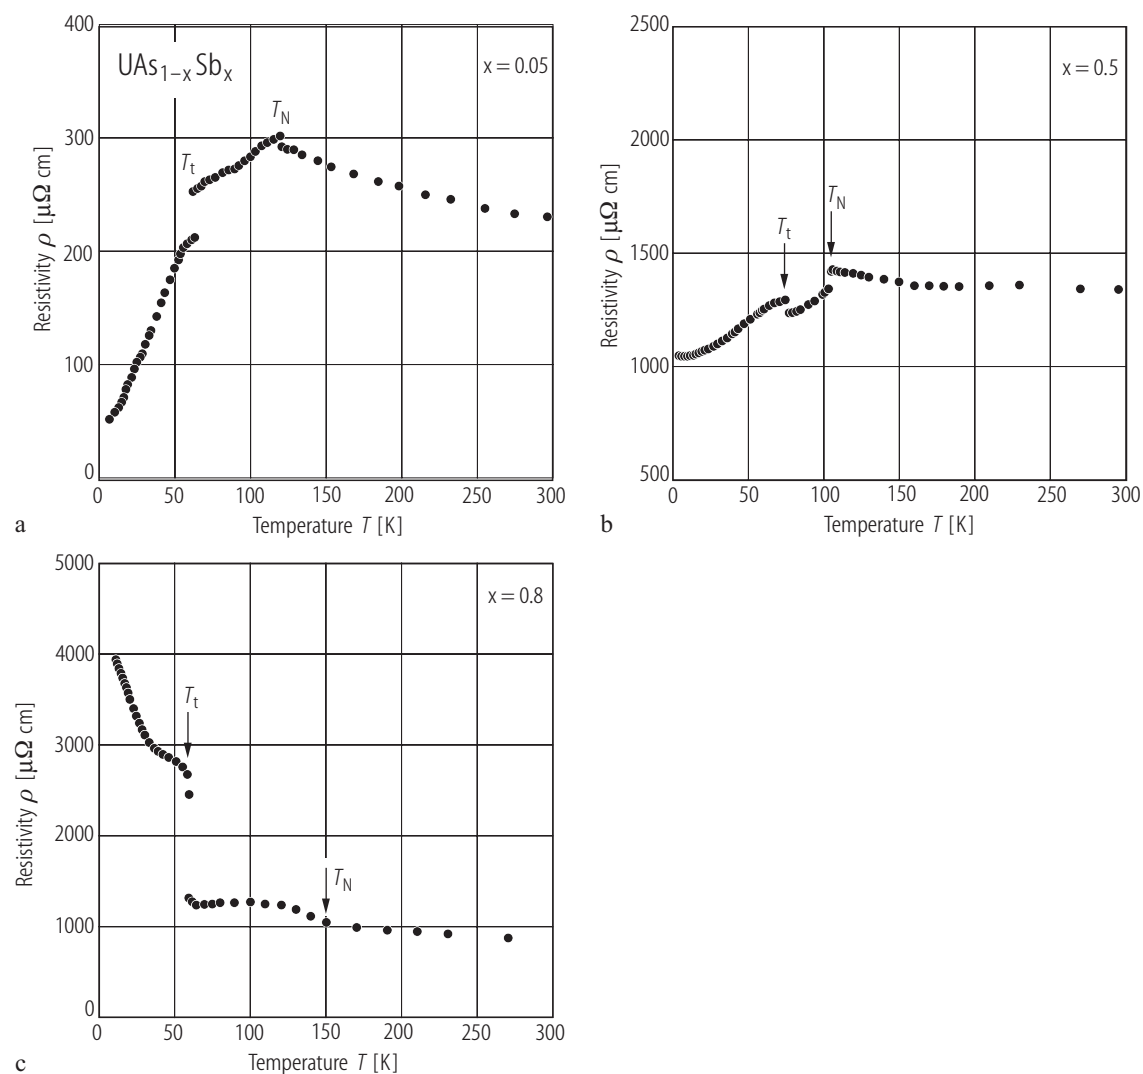 400
UAs1–xSbx
x = 0.05
TN
300
Tt
200
100
0
0 50 100 150 200 250 300
Resistivity ρ [μΩ cm]
Temperature T [K]
a
2500
x = 0.5
2000
TN
Tt
1500
1000
500
0 50 100 150 200 250 300
Resistivity ρ [μΩ cm]
Temperature T [K]
b
5000
x = 0.8
4000
Tt
3000
2000
TN
1000
0
0 50 100 150 200 250 300
Resistivity ρ [μΩ cm]
Temperature T [K]
c